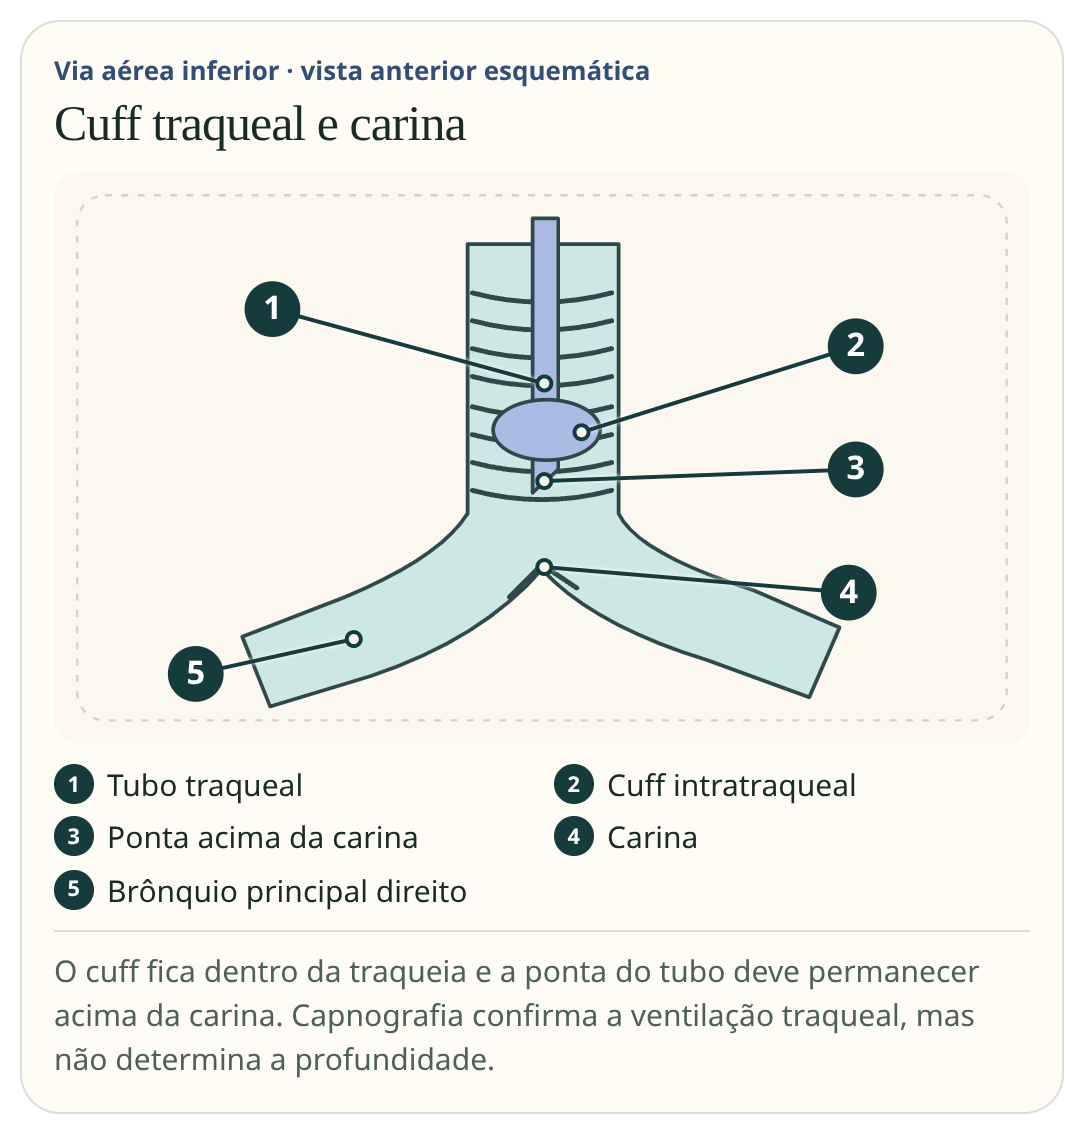 Via aérea inferior · vista anterior esquemática
Cuff traqueal e carina
1
2
3
4
5
1 Tubo traqueal
2 Cuff intratraqueal
3 Ponta acima da carina
4 Carina
5 Brônquio principal direito
O cuff fica dentro da traqueia e a ponta do tubo deve permanecer
acima da carina. Capnografia confirma a ventilação traqueal, mas
não determina a profundidade.